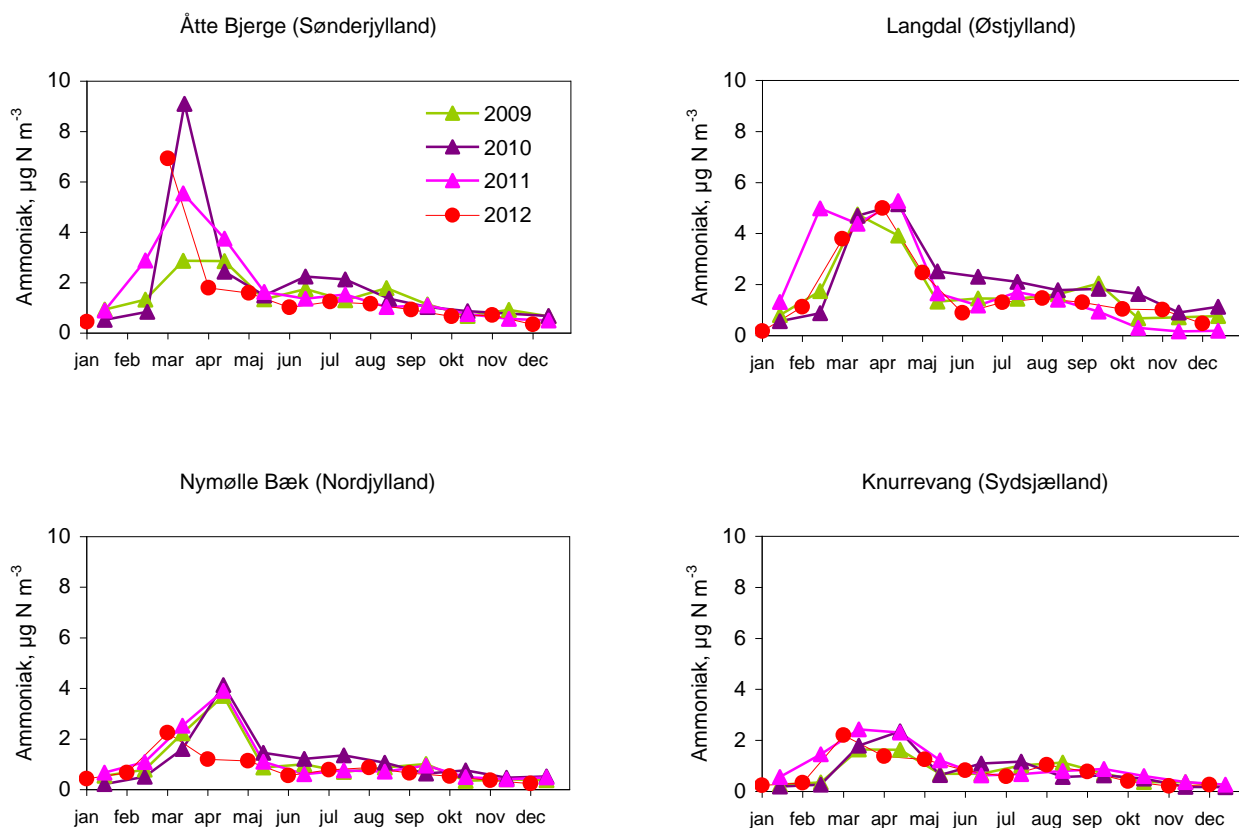 Åtte Bjerge (Sønderjylland)
Ammoniak, µg N m-3
10
8
6
4
2
0
jan feb mar apr maj jun jul aug sep okt nov dec
2009
2010
2011
2012
Langdal (Østjylland)
Ammoniak, µg N m-3
10
8
6
4
2
0
jan feb mar apr maj jun jul aug sep okt nov dec
Nymølle Bæk (Nordjylland)
Ammoniak, µg N m-3
10
8
6
4
2
0
jan feb mar apr maj jun jul aug sep okt nov dec
Knurrevang (Sydsjælland)
Ammoniak, µg N m-3
10
8
6
4
2
0
jan feb mar apr maj jun jul aug sep okt nov dec